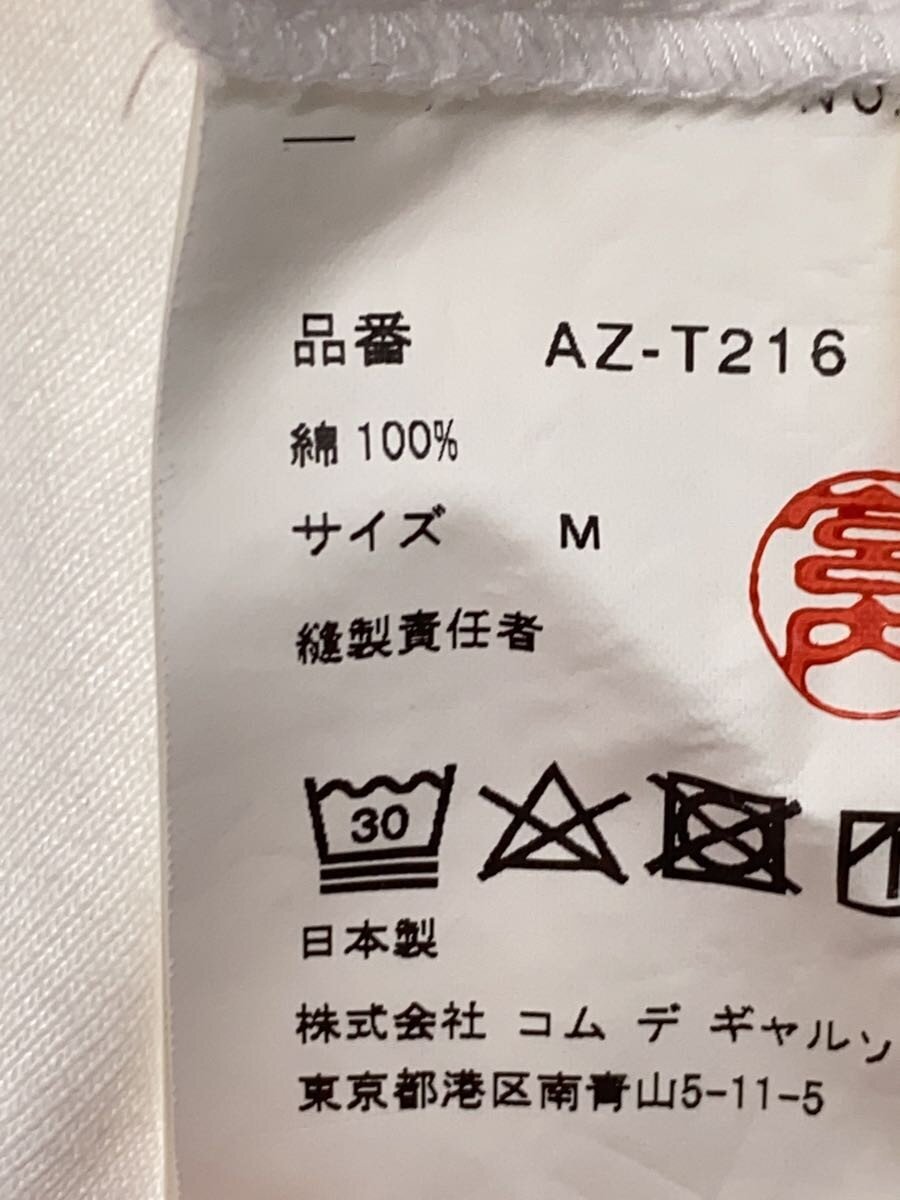 品番 AZ-T216
綿 100%
サイズ M
縫製責任者
宮内
30
日本製
株式会社 コム デ ギャルソ
東京都港区南青山5-11-5